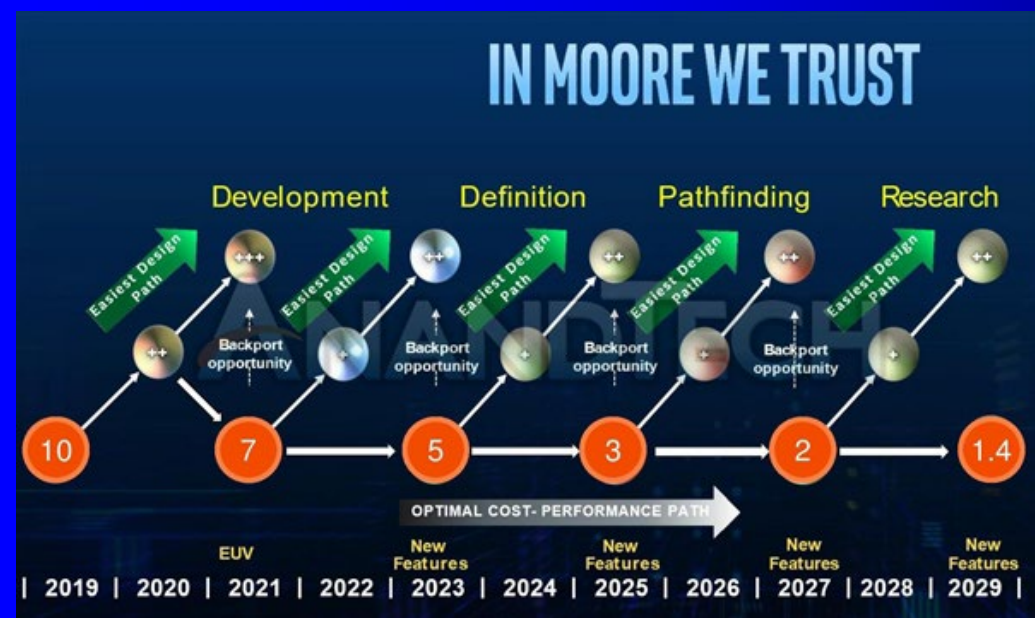 IN MOORE WE TRUST
Development Definition Pathfinding Research
+++ ++ ++ ++ ++
Easiest Design
Path
Easiest Design
Path
Easiest Design
Path
Easiest Design
Path
Easiest Design
Path
ANANDTECH
++ + + + +
Backport
opportunity
Backport
opportunity
Backport
opportunity
Backport
opportunity
10 7 5 3 2 1.4
OPTIMAL COST- PERFORMANCE PATH
EUV
New
Features
New
Features
New
Features
New
Features
| 2019 | 2020 | 2021 | 2022 | 2023 | 2024 | 2025 | 2026 | 2027 | 2028 | 2029 |